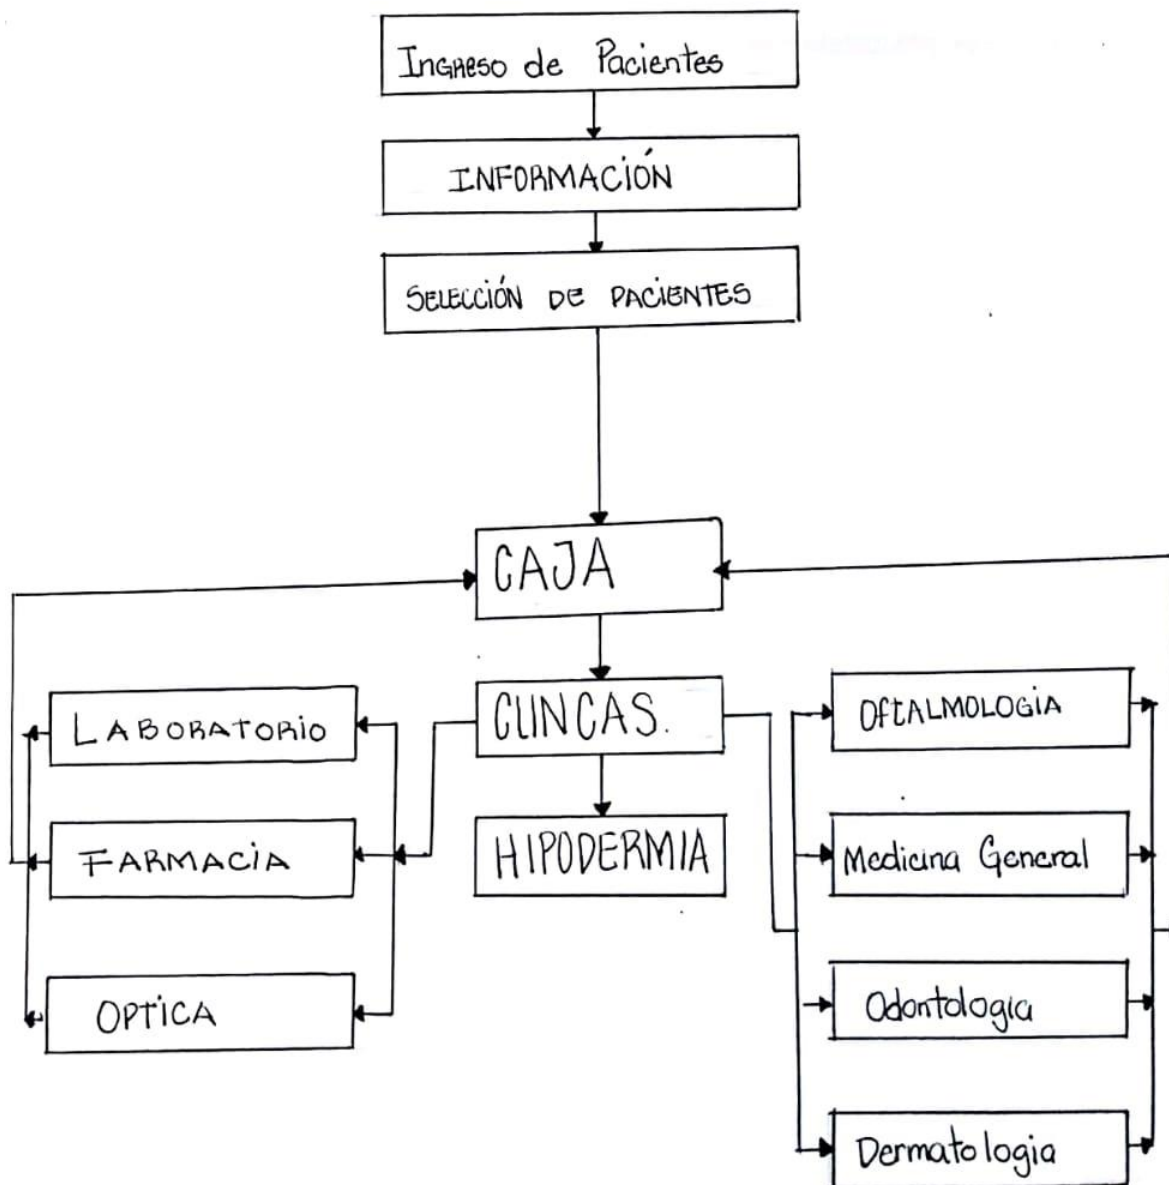 Ingreso de Pacientes
INFORMACIÓN
SELECCIÓN DE PACIENTES
CAJA
CLINCAS.
HIPODERMIA
LABORATORIO
FARMACIA
OPTICA
OFTALMOLOGIA
Medicina General
Odontologia
Dermatologia